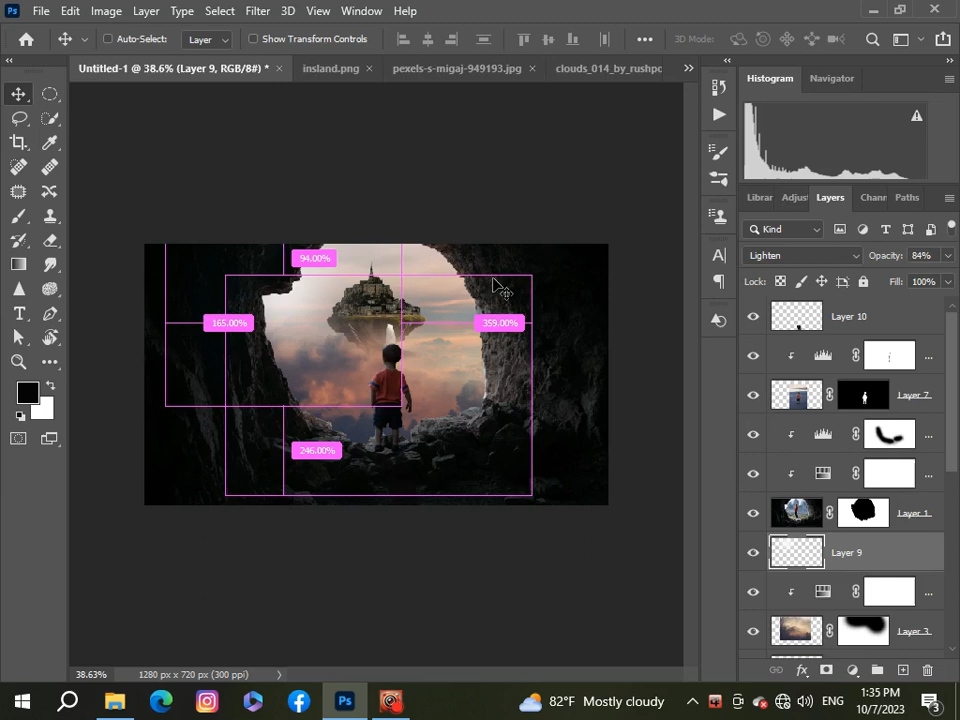 Ps File Edit Image Layer Type Select Filter 3D View Window Help
Auto-Select: Layer Show Transform Controls 3D Mode:
Untitled-1 @ 38.6% (Layer 9, RGB/8#) * × insland.png × pexels-s-migaj-949193.jpg × clouds_014_by_rushpo
Histogram Navigator
Librar Adjus Layers Chann Paths
Kind
Lighten Opacity: 84%
Lock: Fill: 100%
Layer 10
...
Layer 7
...
...
Layer 1
Layer 9
...
Layer 3
94.00%
165.00% 359.00%
246.00%
38.63% 1280 px x 720 px (300 ppi)
Ps 82°F Mostly cloudy ENG 1:35 PM
10/7/2023 3